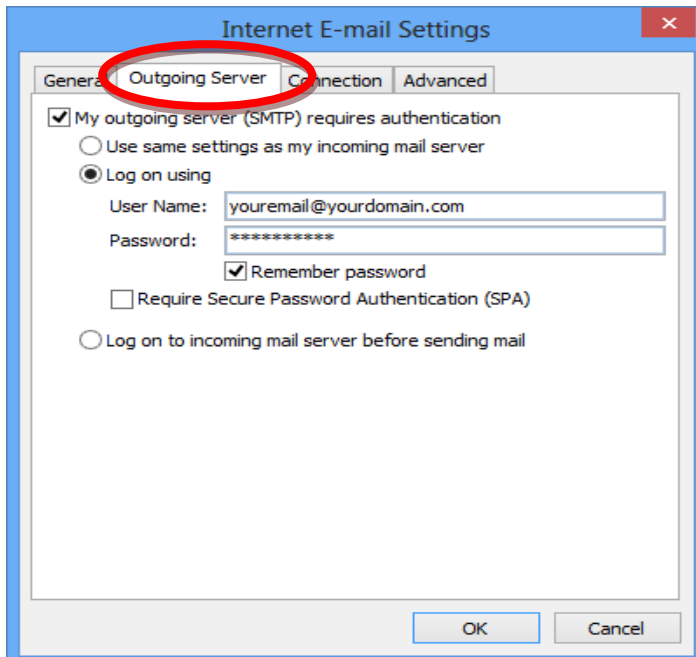 Internet E-mail Settings
General Outgoing Server Connection Advanced
My outgoing server (SMTP) requires authentication
Use same settings as my incoming mail server
Log on using
User Name: youremail@yourdomain.com
Password: **********
Remember password
Require Secure Password Authentication (SPA)
Log on to incoming mail server before sending mail
OK Cancel